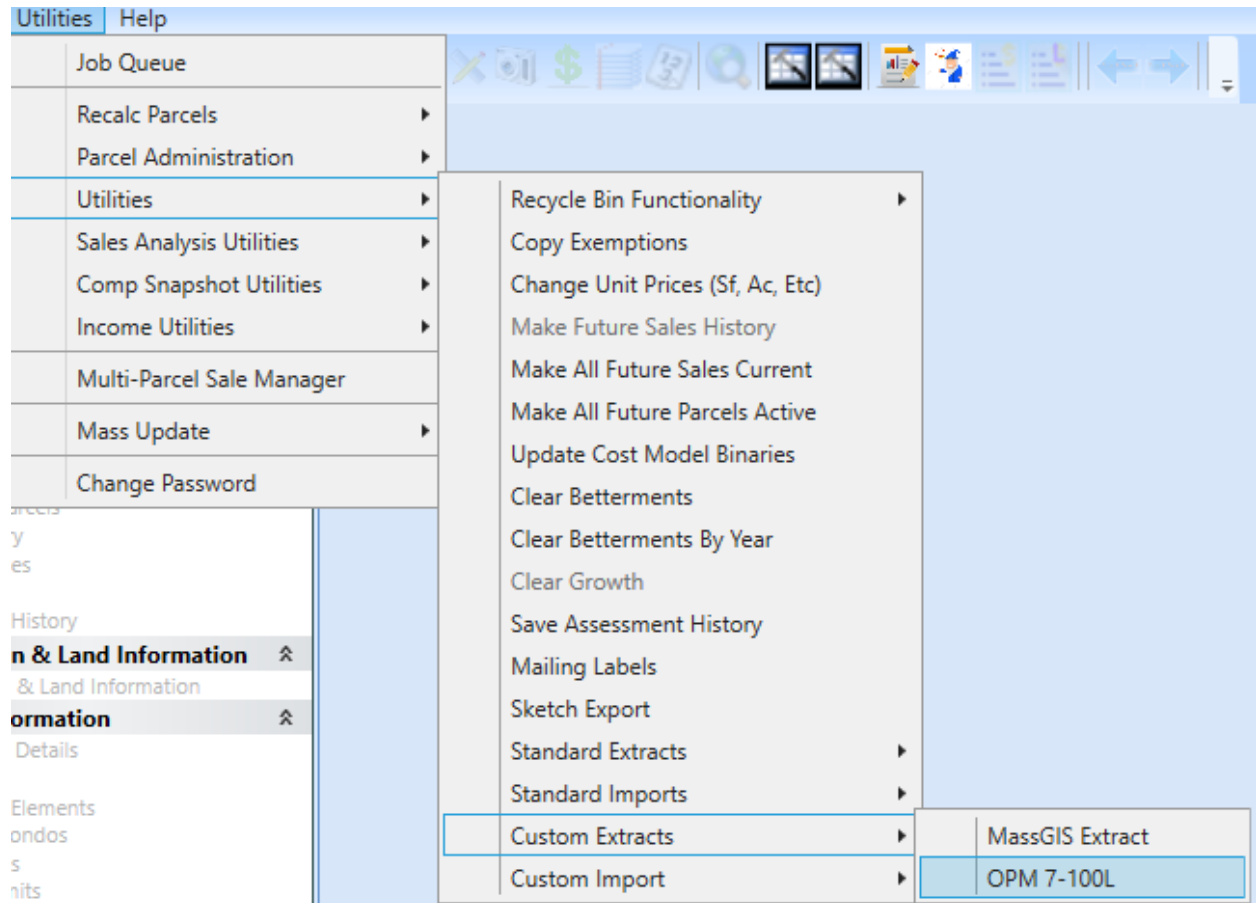 Utilities Help
Job Queue
Recalc Parcels
Parcel Administration
Utilities
Sales Analysis Utilities
Comp Snapshot Utilities
Income Utilities
Multi-Parcel Sale Manager
Mass Update
Change Password
Recycle Bin Functionality
Copy Exemptions
Change Unit Prices (Sf, Ac, Etc)
Make Future Sales History
Make All Future Sales Current
Make All Future Parcels Active
Update Cost Model Binaries
Clear Betterments
Clear Betterments By Year
Clear Growth
Save Assessment History
Mailing Labels
Sketch Export
Standard Extracts
Standard Imports
Custom Extracts
Custom Import
MassGIS Extract
OPM 7-100L
History
n & Land Information
& Land Information
ormation
Details
Elements
ondos
s
nits